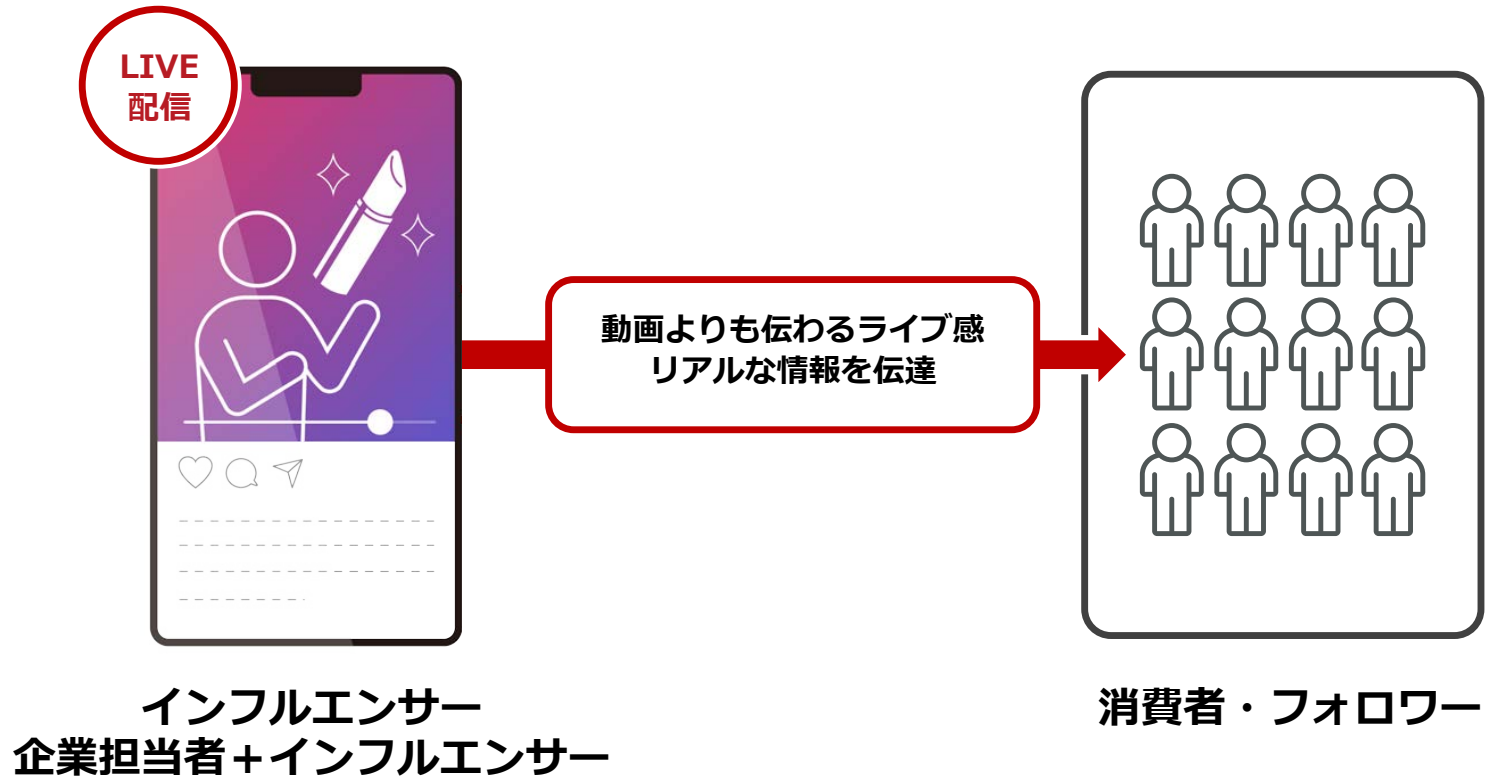 LIVE
配信
動画よりも伝わるライブ感
リアルな情報を伝達
インフルエンサー
企業担当者＋インフルエンサー
消費者・フォロワー